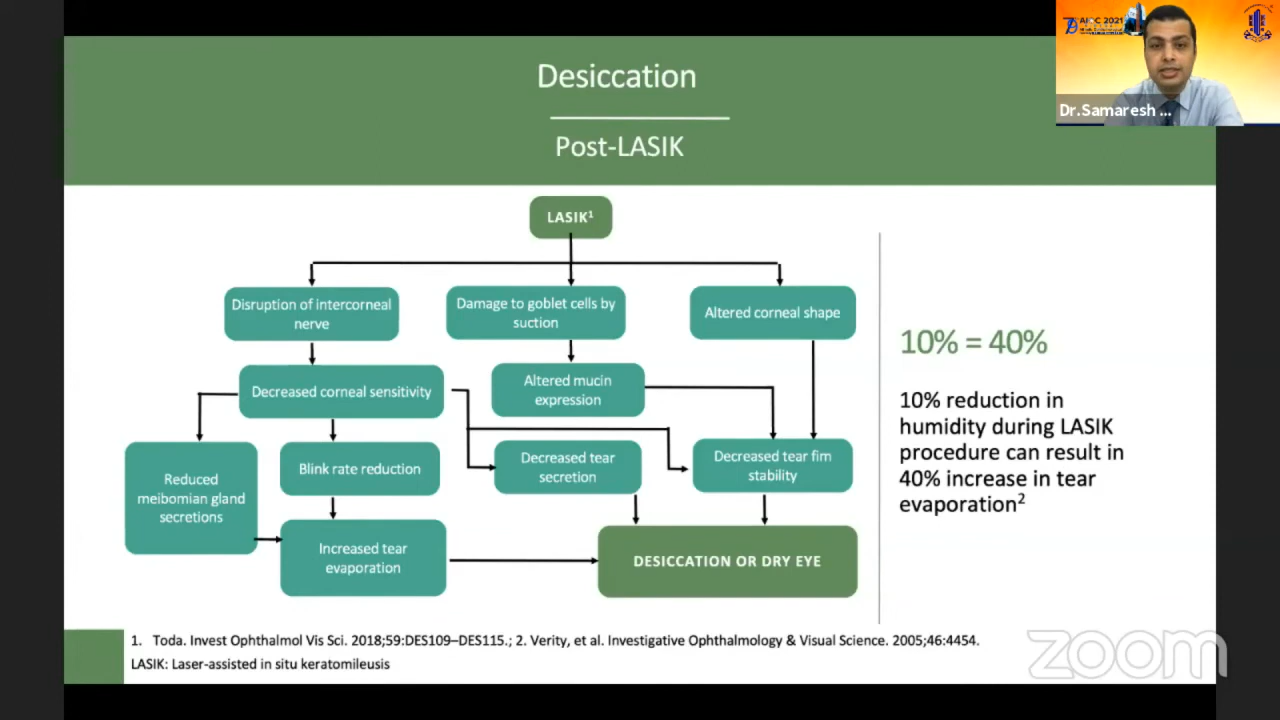 Desiccation
Post-LASIK
AIOC 2021
Dr.Samaresh ...
LASIK¹
Disruption of intercorneal
nerve
Damage to goblet cells by
suction
Altered corneal shape
Decreased corneal sensitivity
Altered mucin
expression
Reduced
meibomian gland
secretions
Blink rate reduction
Decreased tear
secretion
Decreased tear fim
stability
Increased tear
evaporation
DESICCATION OR DRY EYE
10% = 40%
10% reduction in
humidity during LASIK
procedure can result in
40% increase in tear
evaporation²
1. Toda. Invest Ophthalmol Vis Sci. 2018;59:DES109–DES115.; 2. Verity, et al. Investigative Ophthalmology & Visual Science. 2005;46:4454.
LASIK: Laser-assisted in situ keratomileusis
zoom